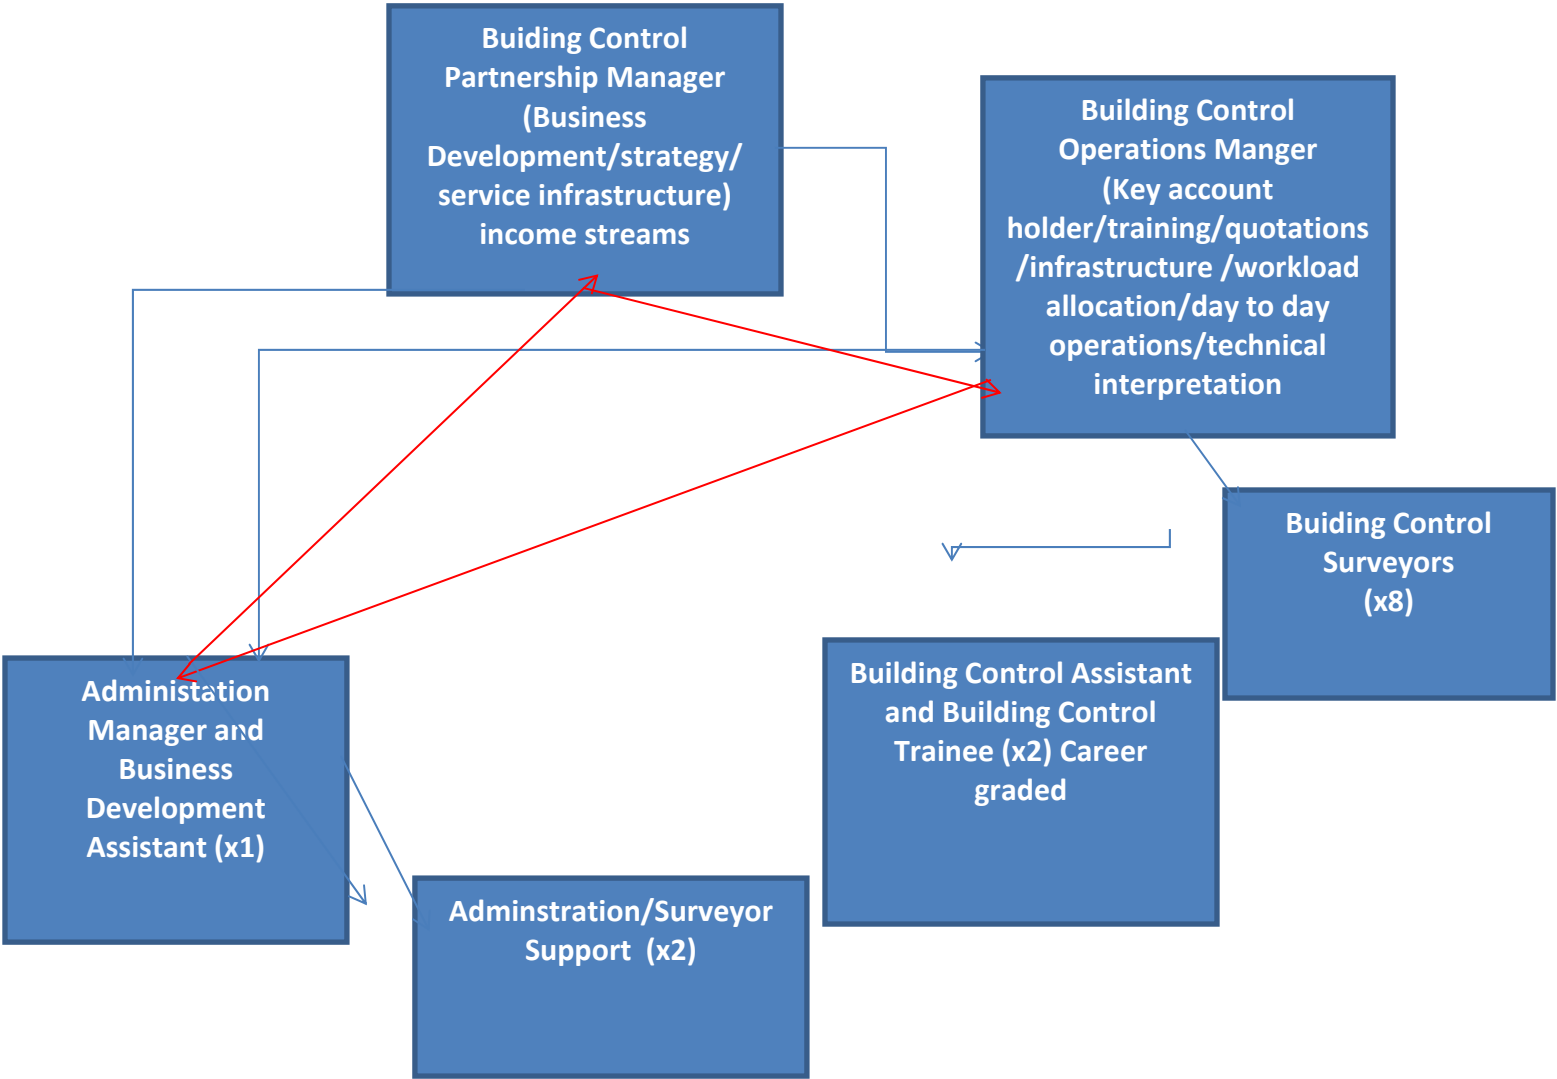 Buiding Control
Partnership Manager
(Business
Development/strategy/
service infrastructure)
income streams
Building Control
Operations Manger
(Key account
holder/training/quotations
/infrastructure /workload
allocation/day to day
operations/technical
interpretation
Buiding Control
Surveyors
(x8)
Building Control Assistant
and Building Control
Trainee (x2) Career
graded
Administation
Manager and
Business
Development
Assistant (x1)
Adminstration/Surveyor
Support  (x2)